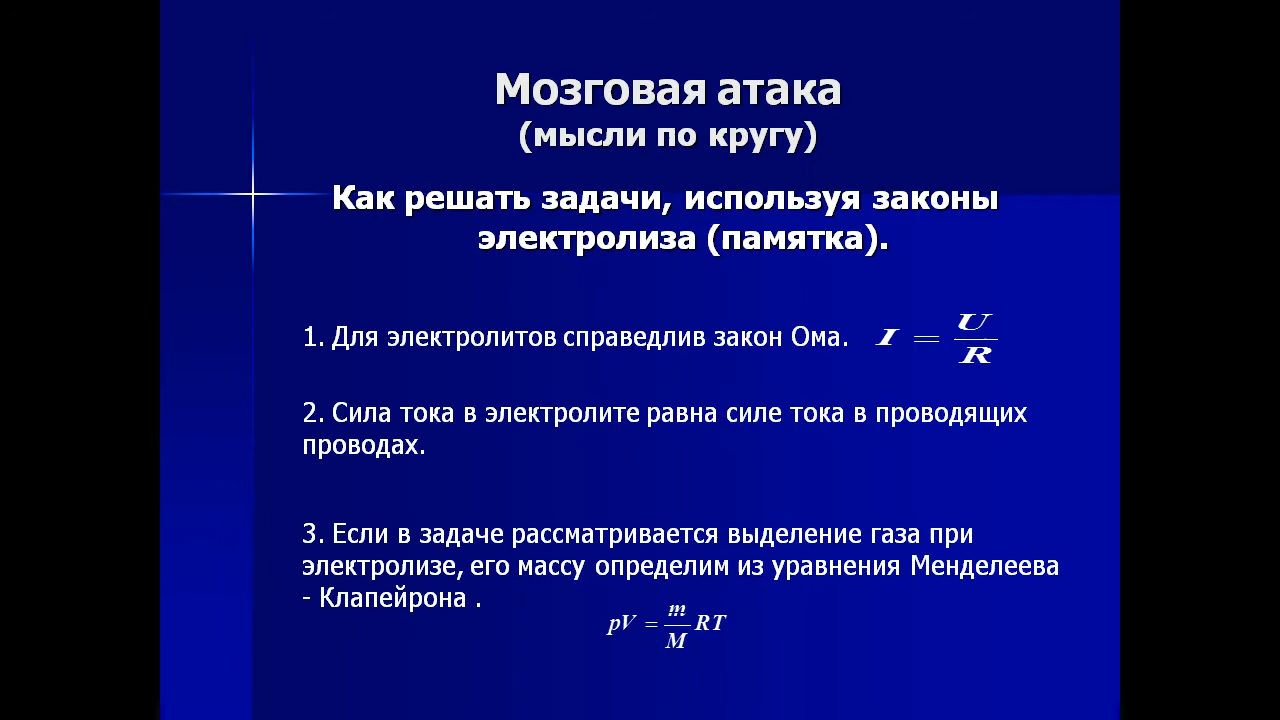 Мозговая атака
(мысли по кругу)
Как решать задачи, используя законы
электролиза (памятка).
1. Для электролитов справедлив закон Ома. I = U/R
2. Сила тока в электролите равна силе тока в проводящих
проводах.
3. Если в задаче рассматривается выделение газа при
электролизе, его массу определим из уравнения Менделеева
- Клапейрона .
pV = m/M RT